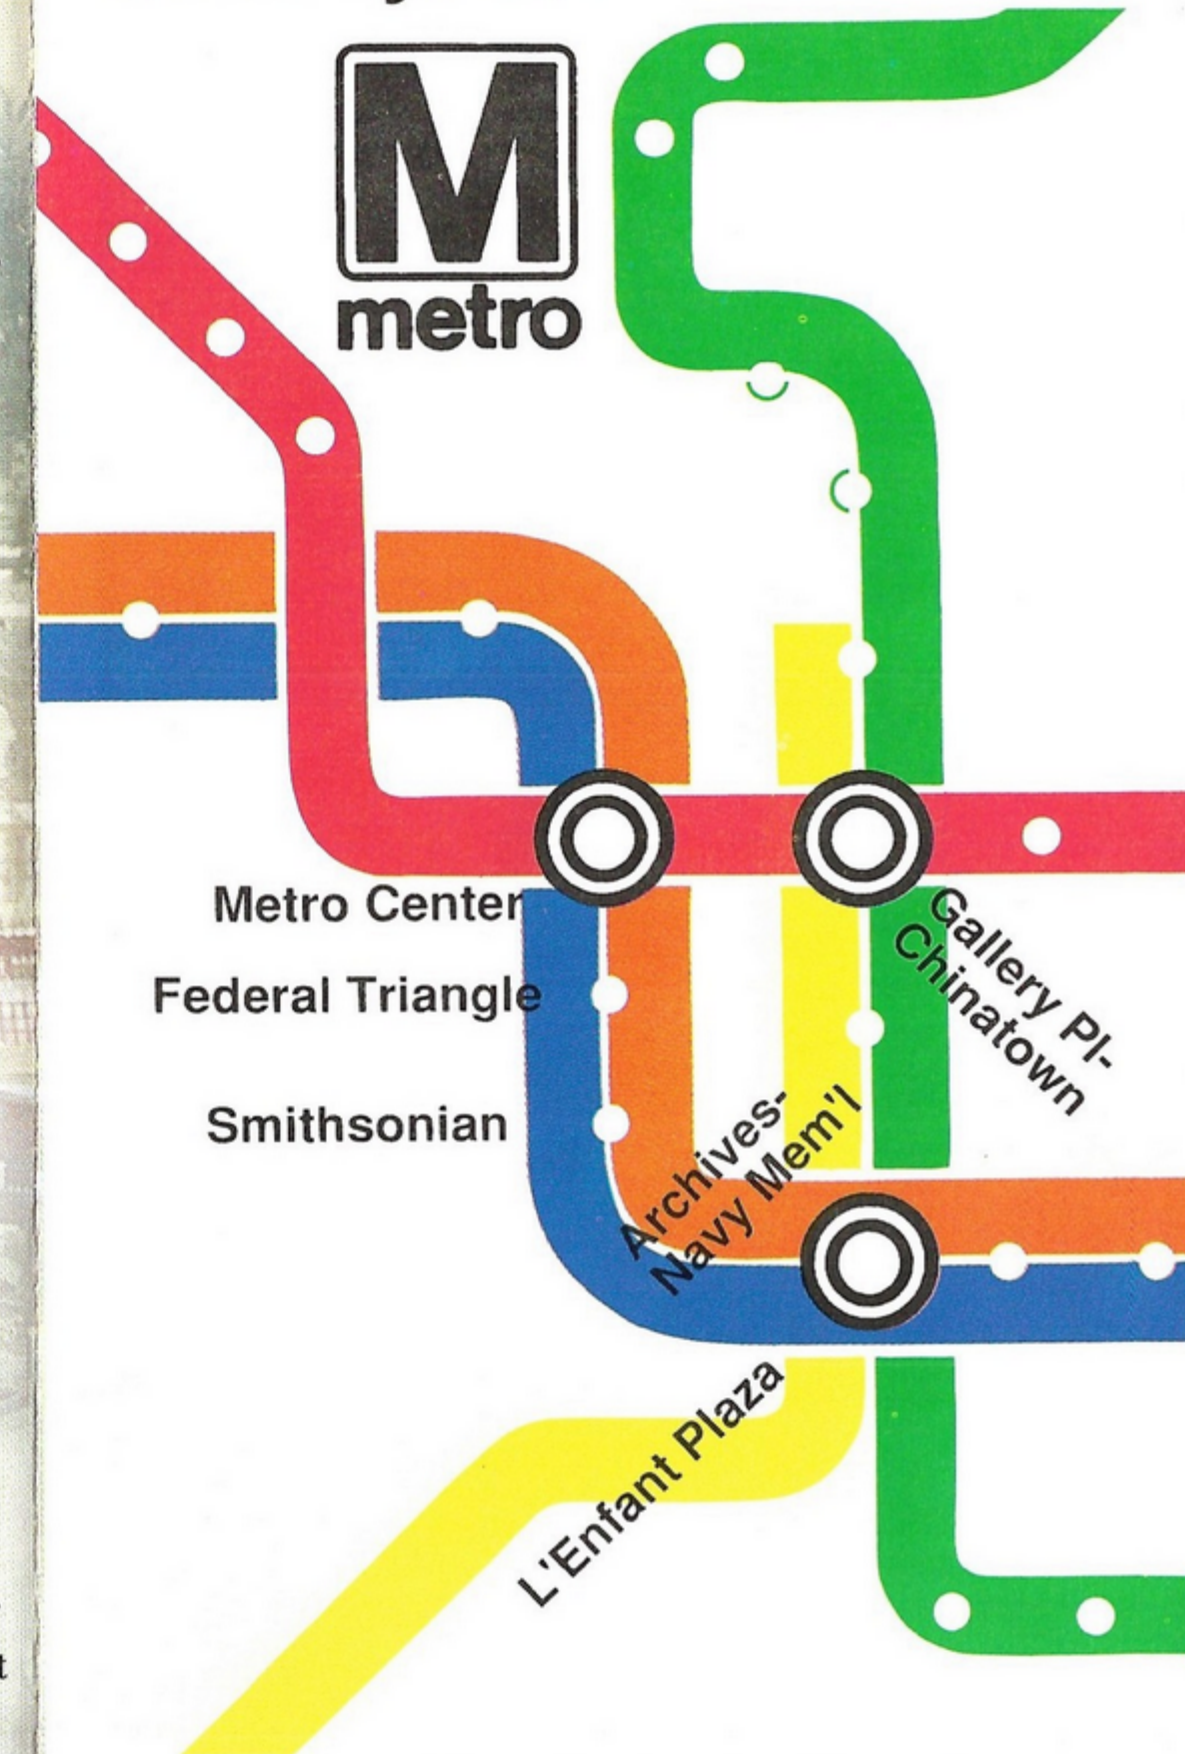 M
metro
Metro Center
Federal Triangle
Smithsonian
Gallery Pl-
Chinatown
Archives-
Navy Mem'l
L'Enfant Plaza
t